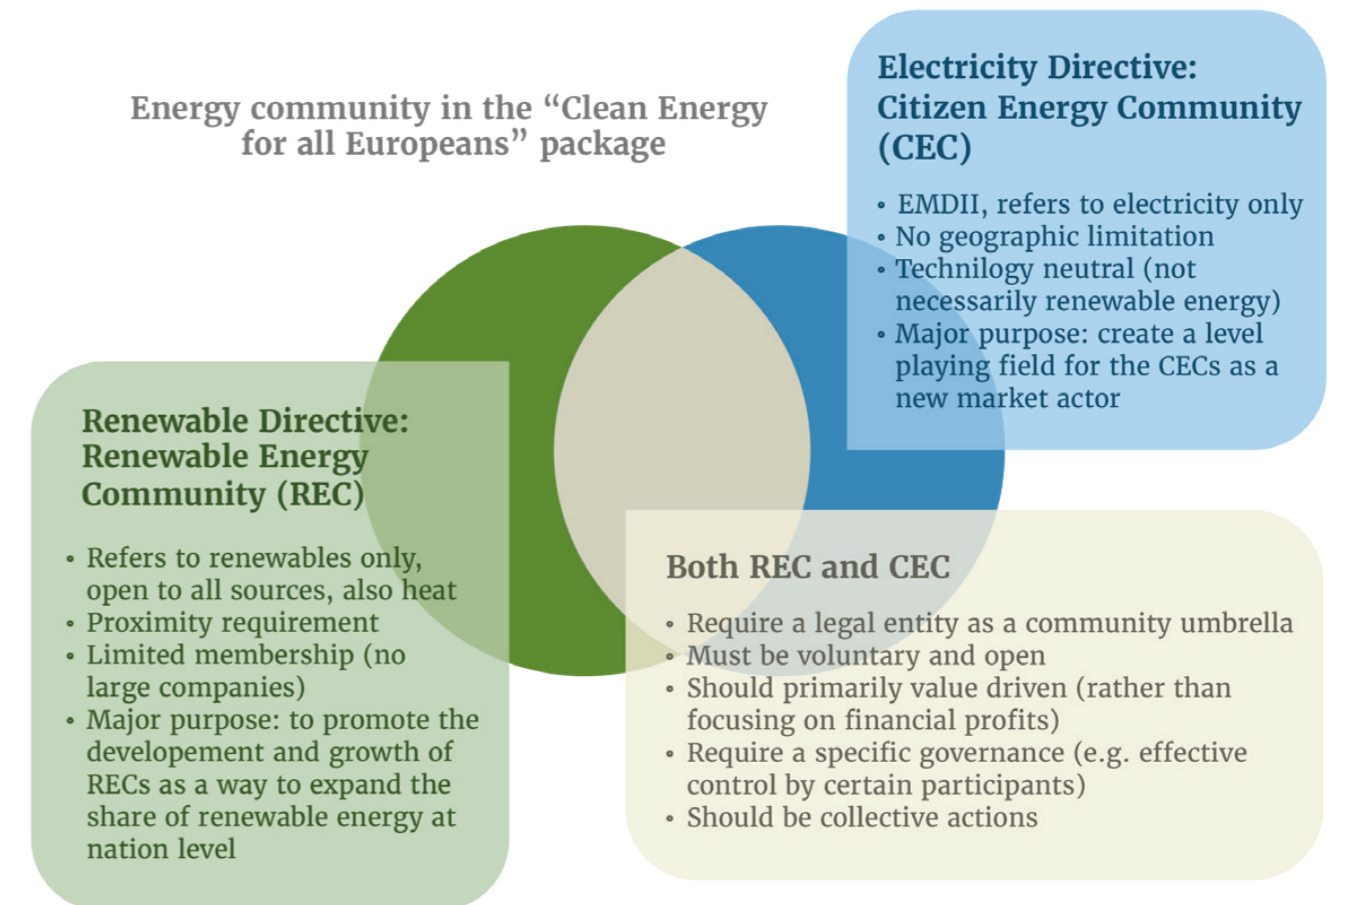 Energy community in the “Clean Energy
for all Europeans” package
Electricity Directive:
Citizen Energy Community
(CEC)
• EMDII, refers to electricity only
• No geographic limitation
• Technilogy neutral (not
necessarily renewable energy)
• Major purpose: create a level
playing field for the CECs as a
new market actor
Renewable Directive:
Renewable Energy
Community (REC)
• Refers to renewables only,
open to all sources, also heat
• Proximity requirement
• Limited membership (no
large companies)
• Major purpose: to promote the
developement and growth of
RECs as a way to expand the
share of renewable energy at
nation level
Both REC and CEC
• Require a legal entity as a community umbrella
• Must be voluntary and open
• Should primarily value driven (rather than
focusing on financial profits)
• Require a specific governance (e.g. effective
control by certain participants)
• Should be collective actions